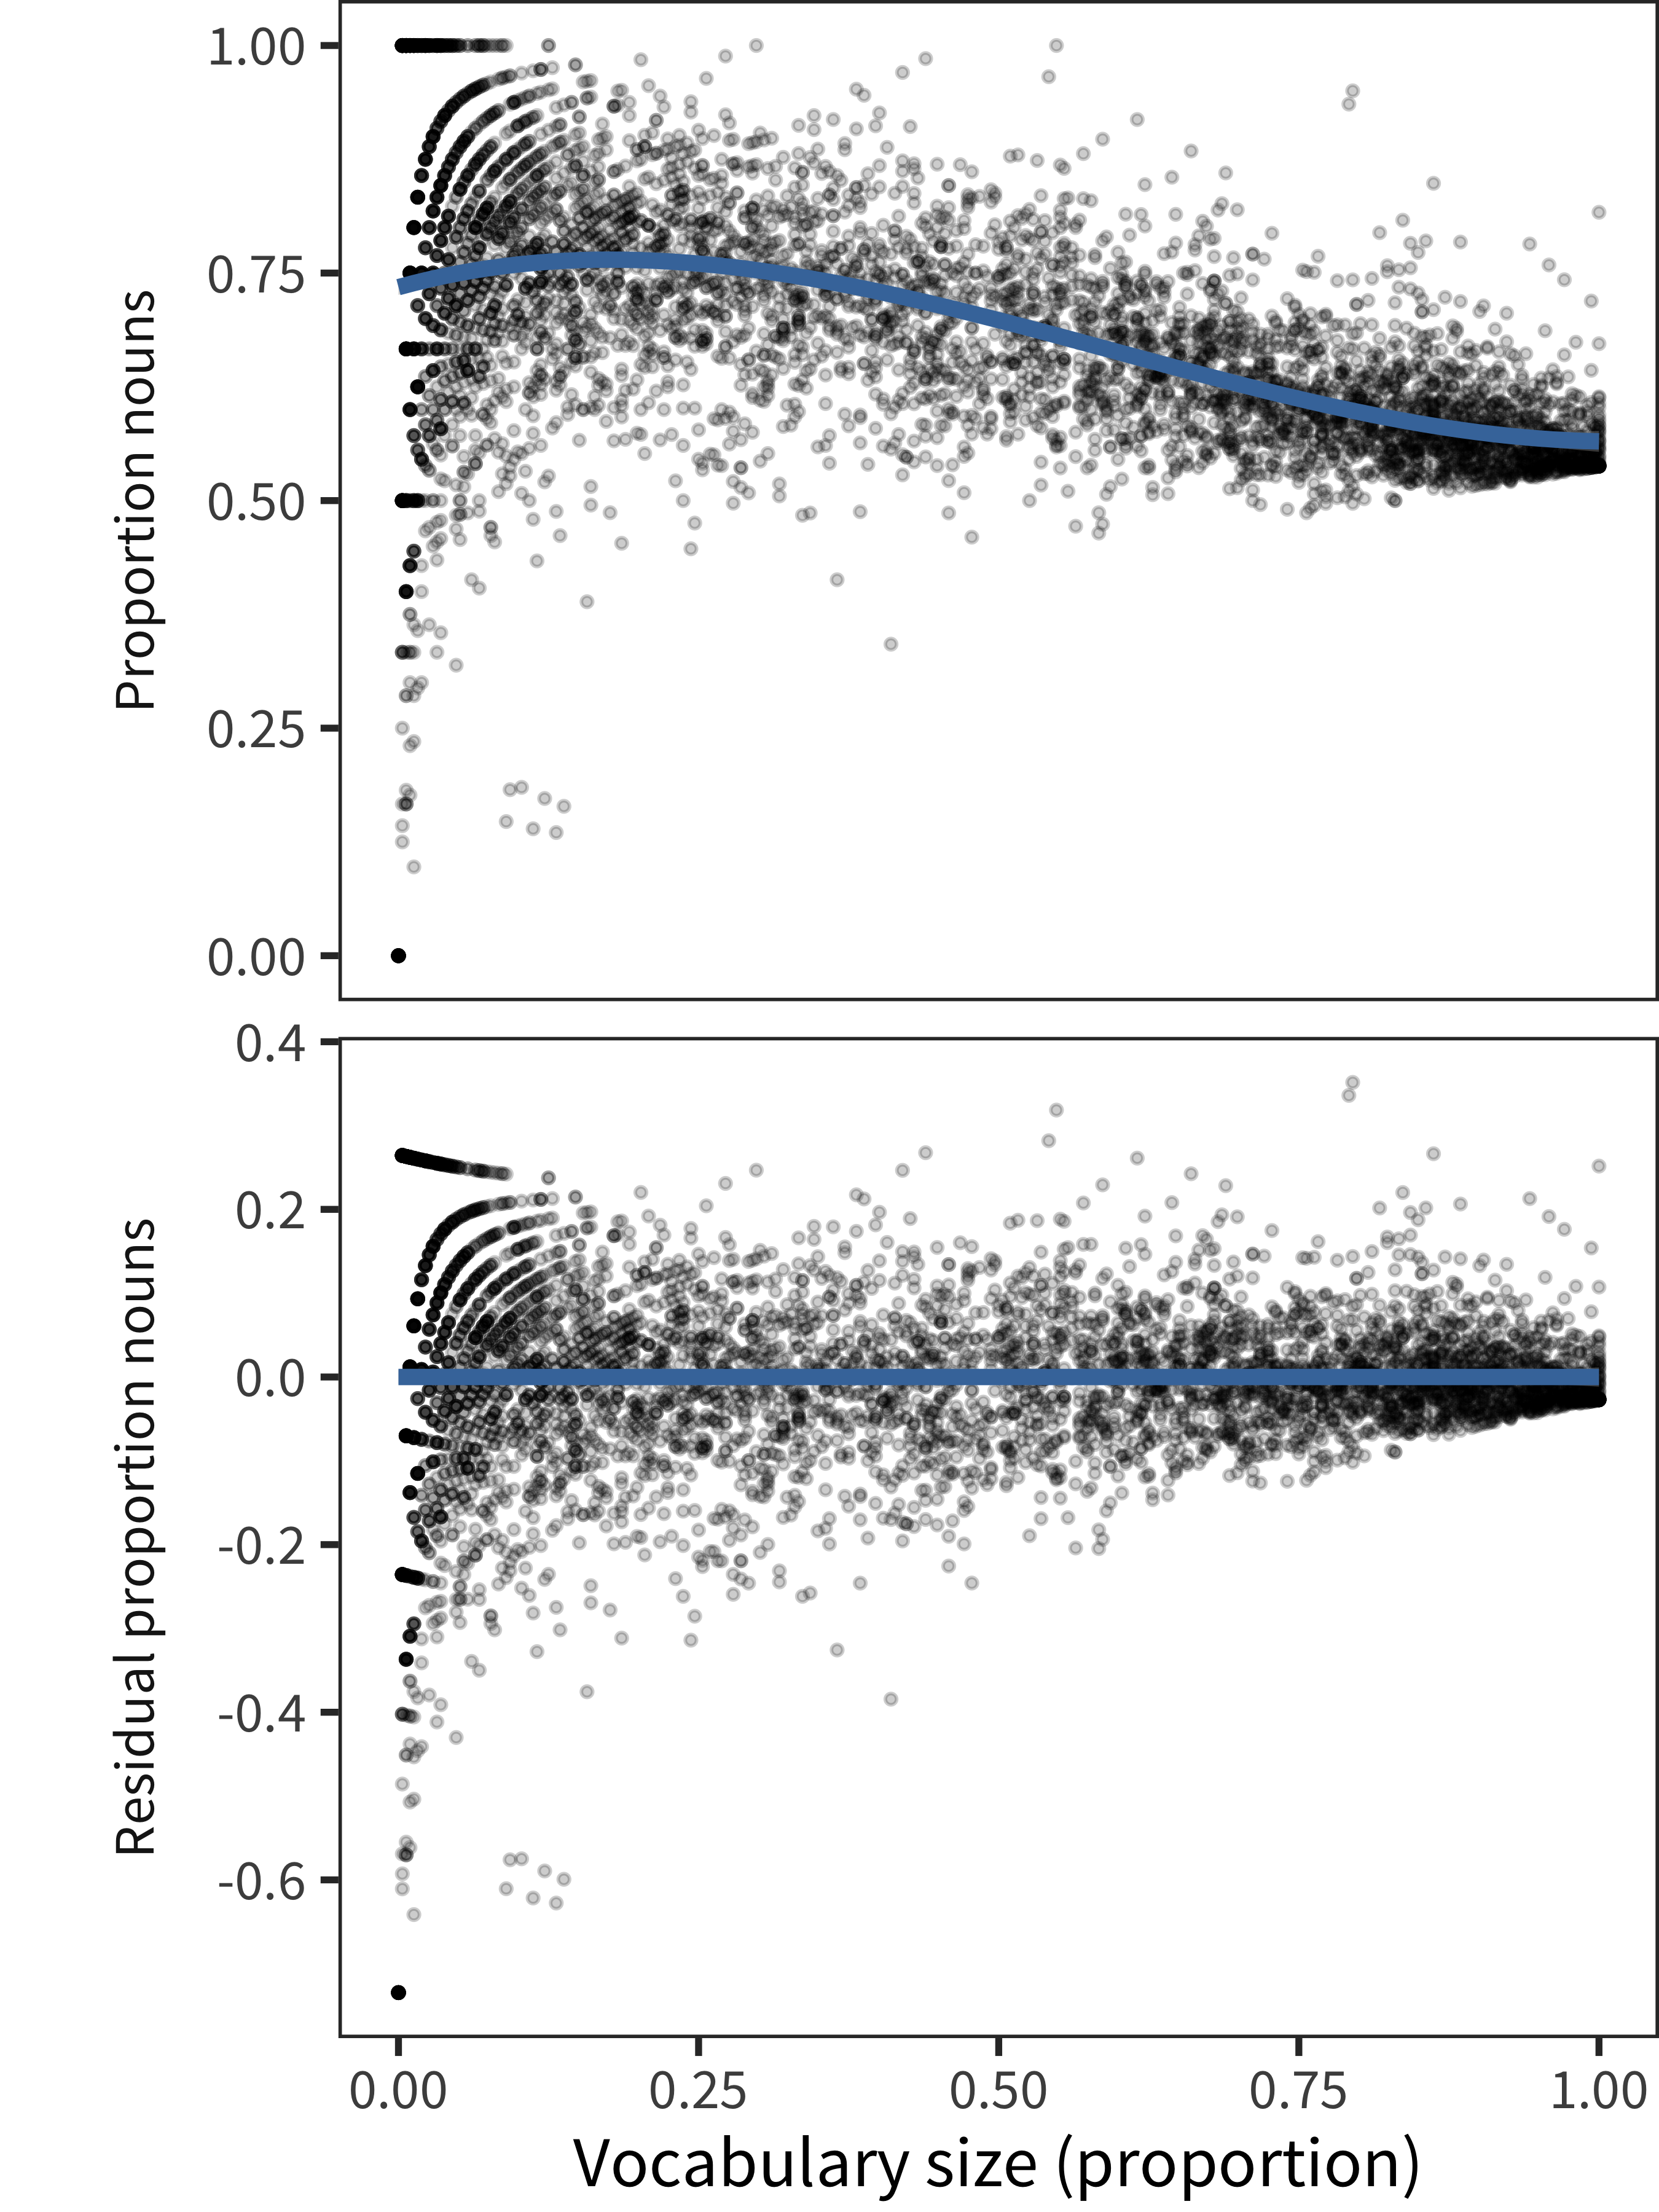 Proportion nouns
1.00
0.75
0.50
0.25
0.00
Residual proportion nouns
0.4
0.2
0.0
-0.2
-0.4
-0.6
0.00 0.25 0.50 0.75 1.00
Vocabulary size (proportion)